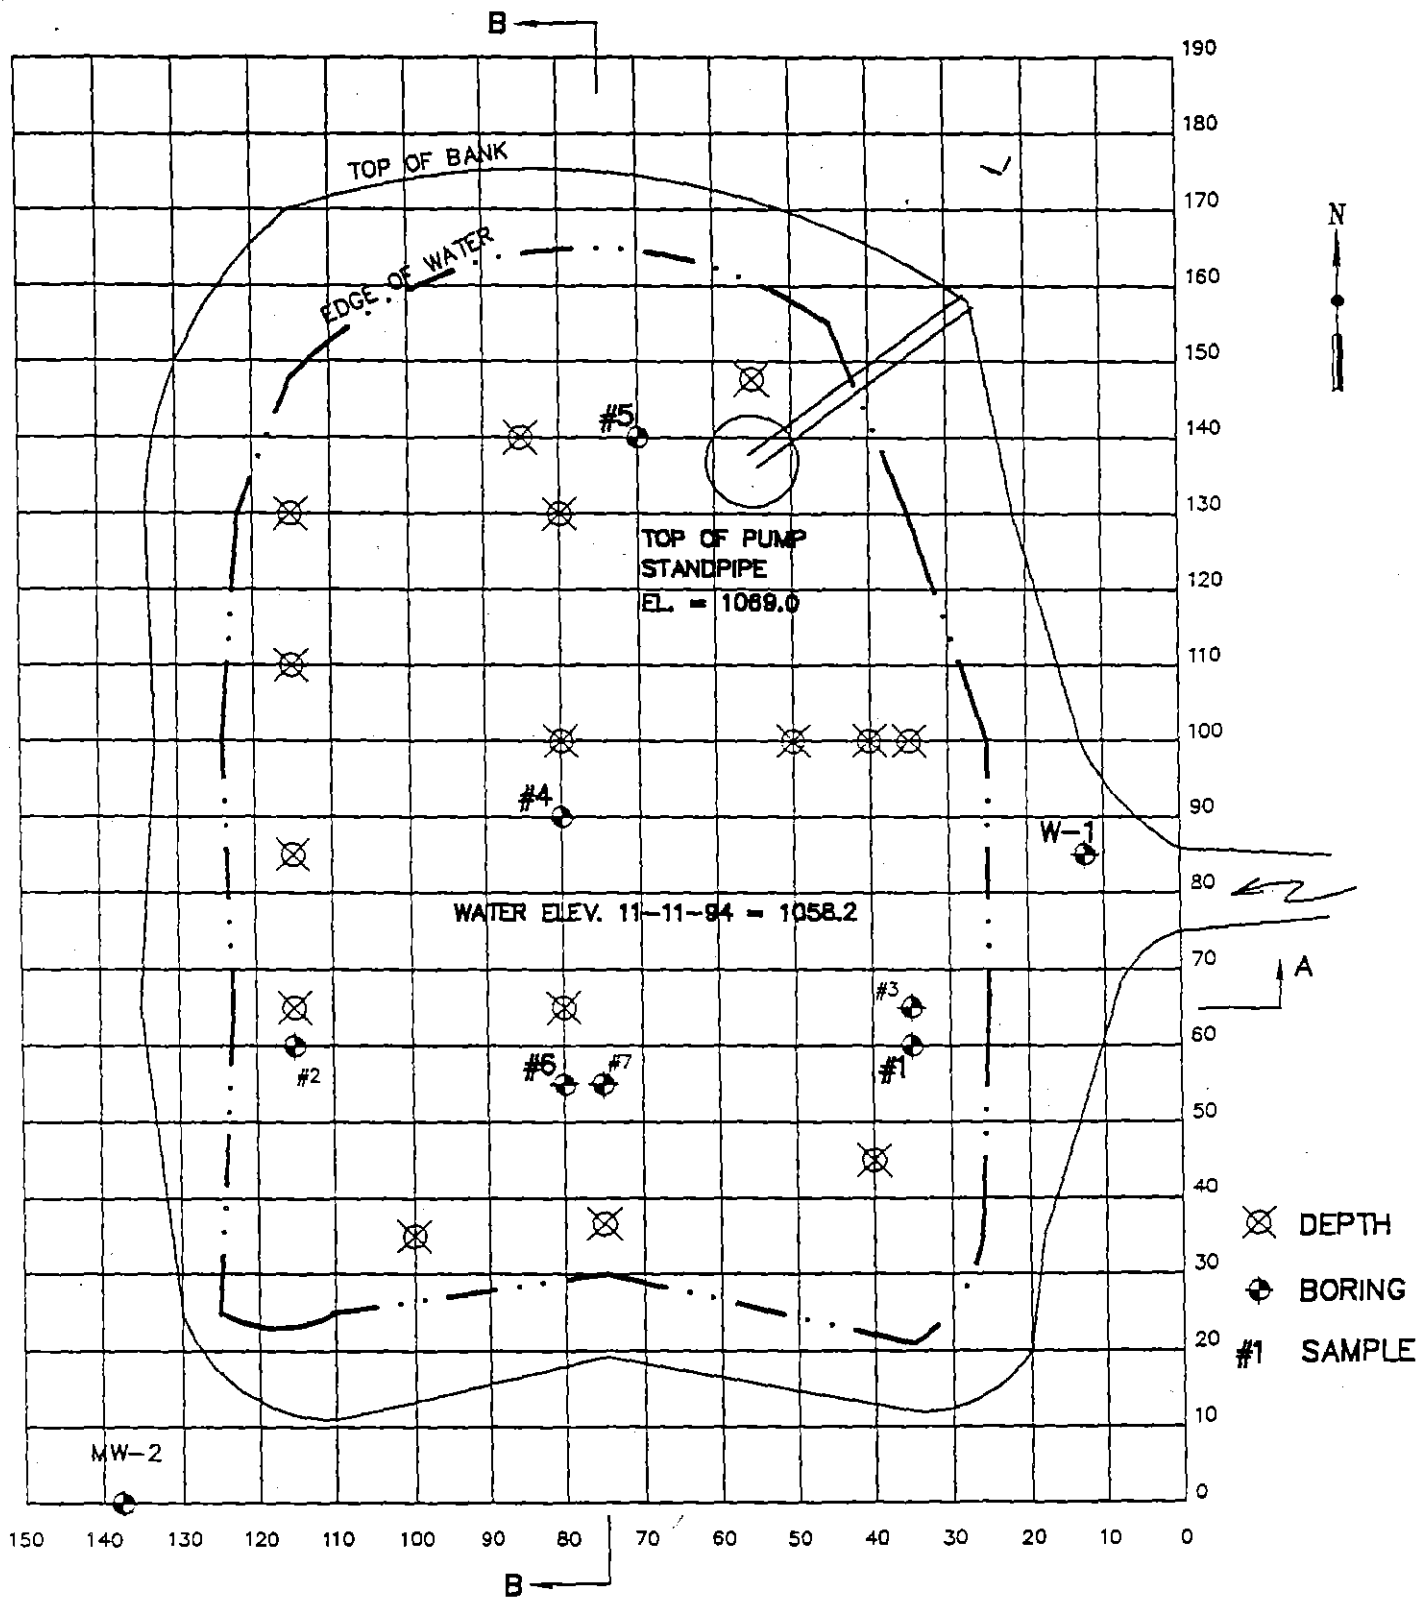 B
190
180
TOP OF BANK
170
N
EDGE OF WATER
160
150
#5
140
130
TOP OF PUMP
STANDPIPE
EL. = 1069.0
120
110
100
#4
90
W-1
80
WATER ELEV. 11-11-94 = 1058.2
70
A
#3
60
#2
#6
#7
#1
50
40
DEPTH
30
BORING
20
#1 SAMPLE
10
MW-2
0
150 140 130 120 110 100 90 80 70 60 50 40 30 20 10 0
B